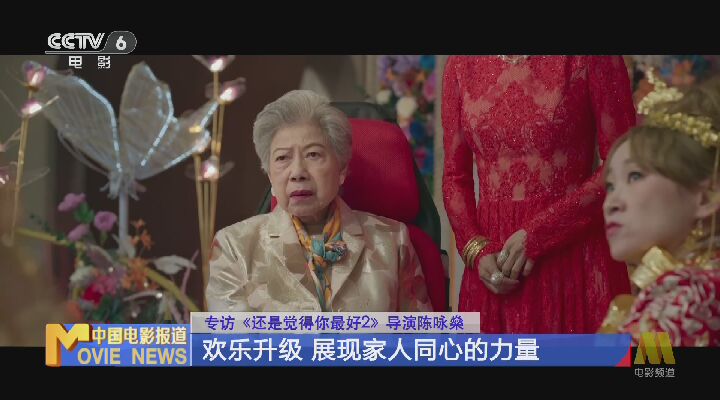 CCTV 6
电影
专访《还是觉得你最好2》导演陈咏燊
中国电影报道
MOVIE NEWS
欢乐升级 展现家人同心的力量
电影频道